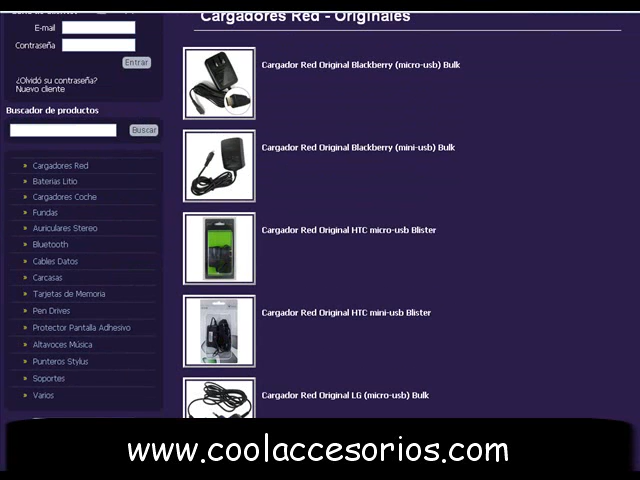 Cargadores Red - Originales
E-mail
Contraseña
Entrar
¿Olvidó su contraseña?
Nuevo cliente
Buscador de productos
Buscar
» Cargadores Red
» Baterias Litio
» Cargadores Coche
» Fundas
» Auriculares Stereo
» Bluetooth
» Cables Datos
» Carcasas
» Tarjetas de Memoria
» Pen Drives
» Protector Pantalla Adhesivo
» Altavoces Música
» Punteros Stylus
» Soportes
» Varios
Cargador Red Original Blackberry (micro-usb) Bulk
Cargador Red Original Blackberry (mini-usb) Bulk
Cargador Red Original HTC micro-usb Blister
Cargador Red Original HTC mini-usb Blister
Cargador Red Original LG (micro-usb) Bulk
www.coolaccesorios.com